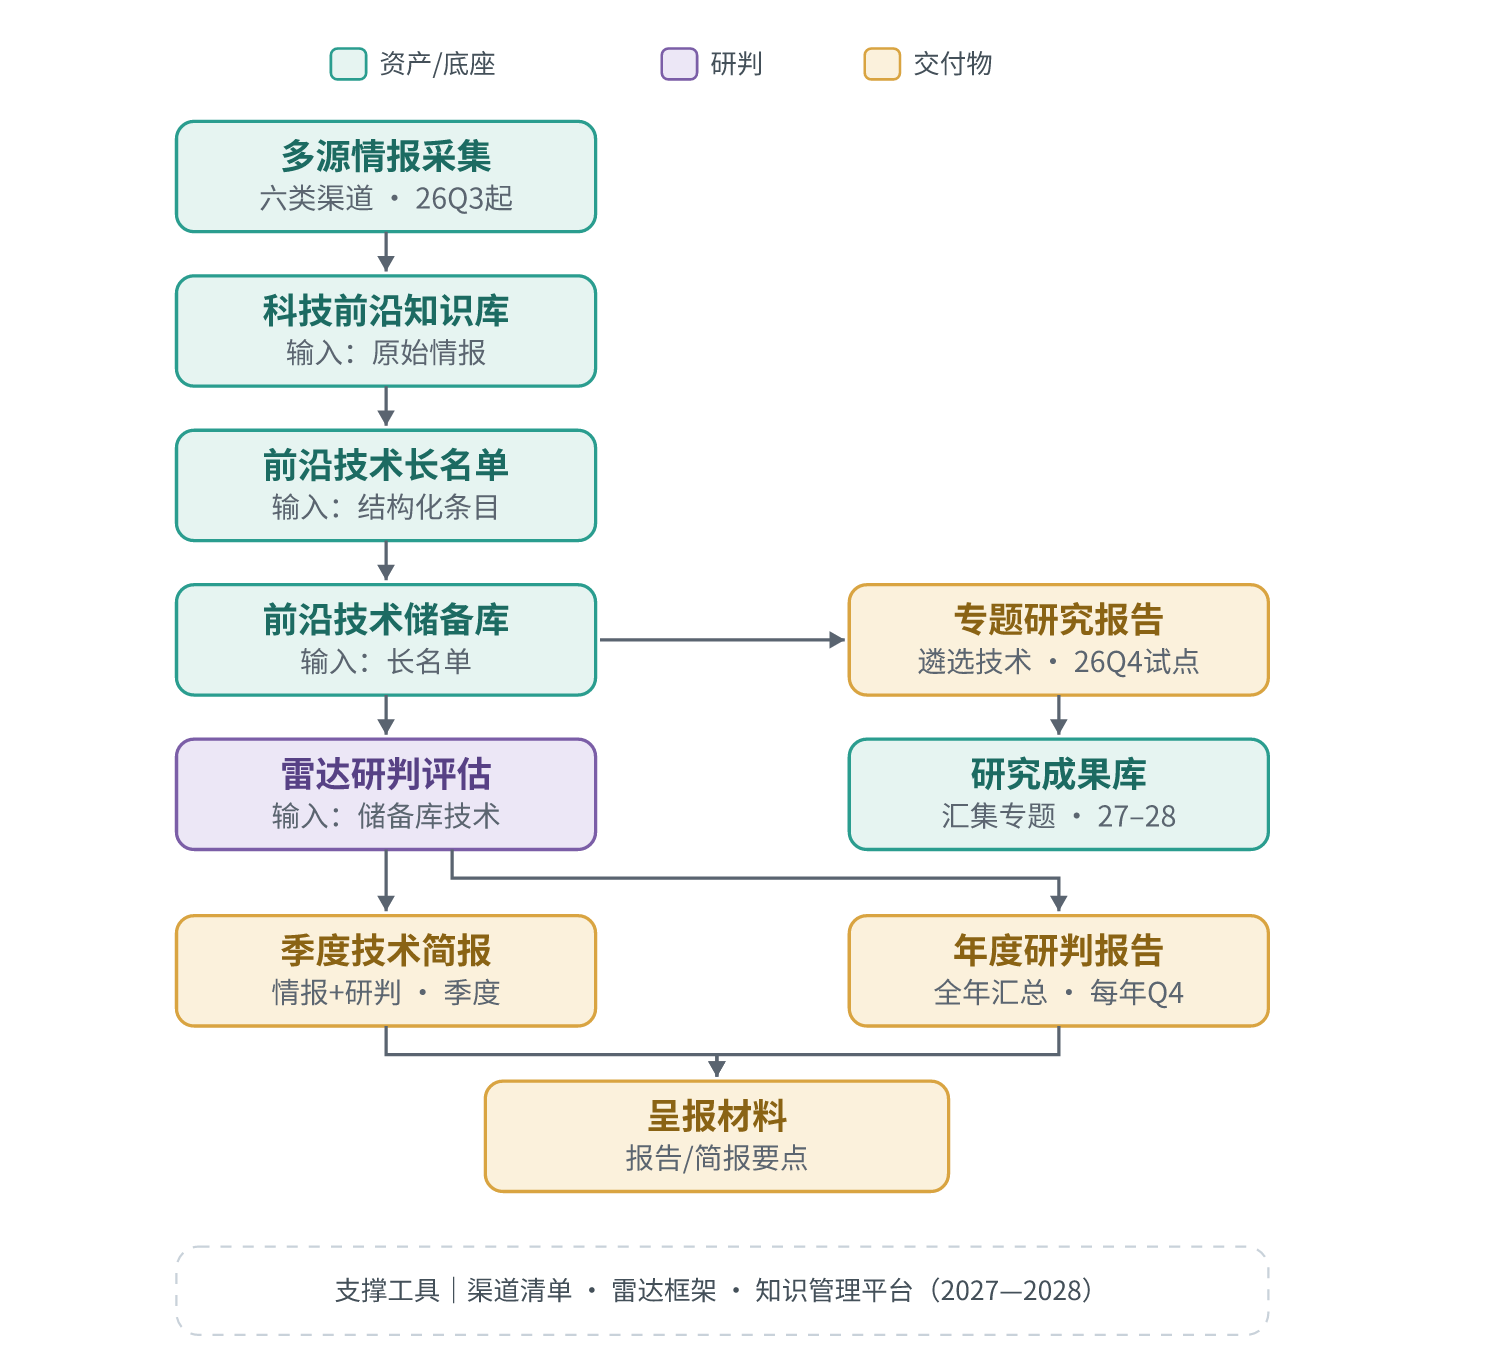 资产/底座
研判
交付物
多源情报采集
六类渠道 · 26Q3起
科技前沿知识库
输入：原始情报
前沿技术长名单
输入：结构化条目
前沿技术储备库
输入：长名单
专题研究报告
遴选技术 · 26Q4试点
雷达研判评估
输入：储备库技术
研究成果库
汇集专题 · 27–28
季度技术简报
情报+研判 · 季度
年度研判报告
全年汇总 · 每年Q4
呈报材料
报告/简报要点
支撑工具｜渠道清单 · 雷达框架 · 知识管理平台（2027—2028）